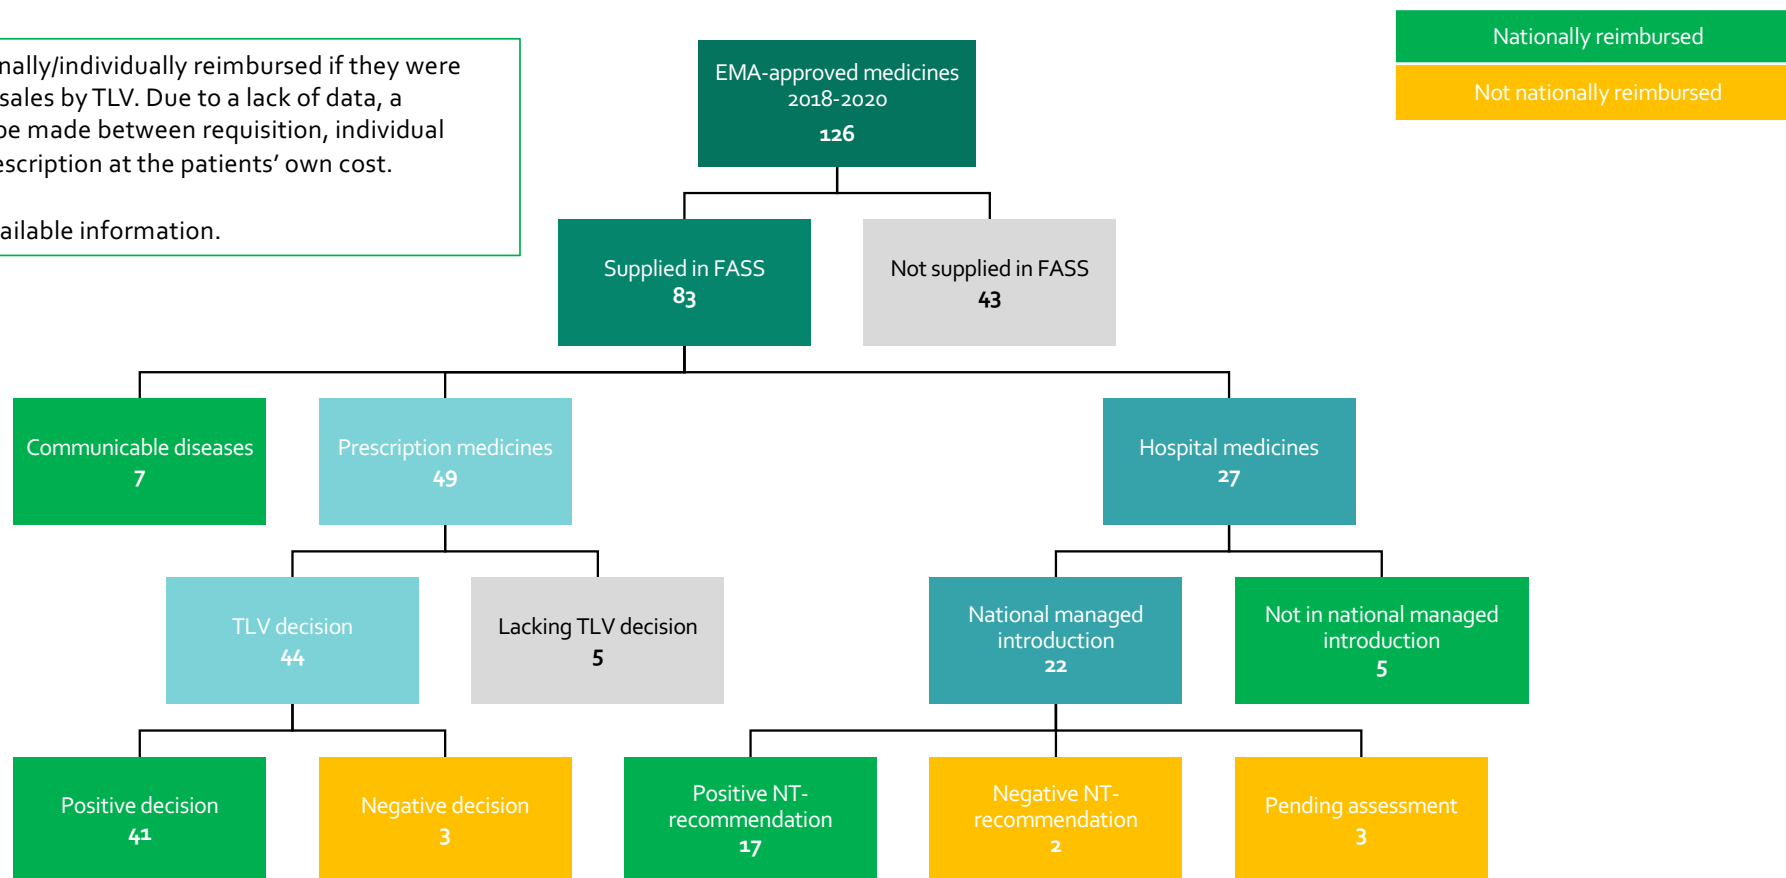 nally/individually reimbursed if they were
sales by TLV. Due to a lack of data, a
be made between requisition, individual
escription at the patients’ own cost.
ailable information.
Nationally reimbursed
Not nationally reimbursed
EMA-approved medicines
2018-2020
126
Supplied in FASS
83
Not supplied in FASS
43
Communicable diseases
7
Prescription medicines
49
Hospital medicines
27
TLV decision
44
Lacking TLV decision
5
National managed
introduction
22
Not in national managed
introduction
5
Positive decision
41
Negative decision
3
Positive NT-
recommendation
17
Negative NT-
recommendation
2
Pending assessment
3